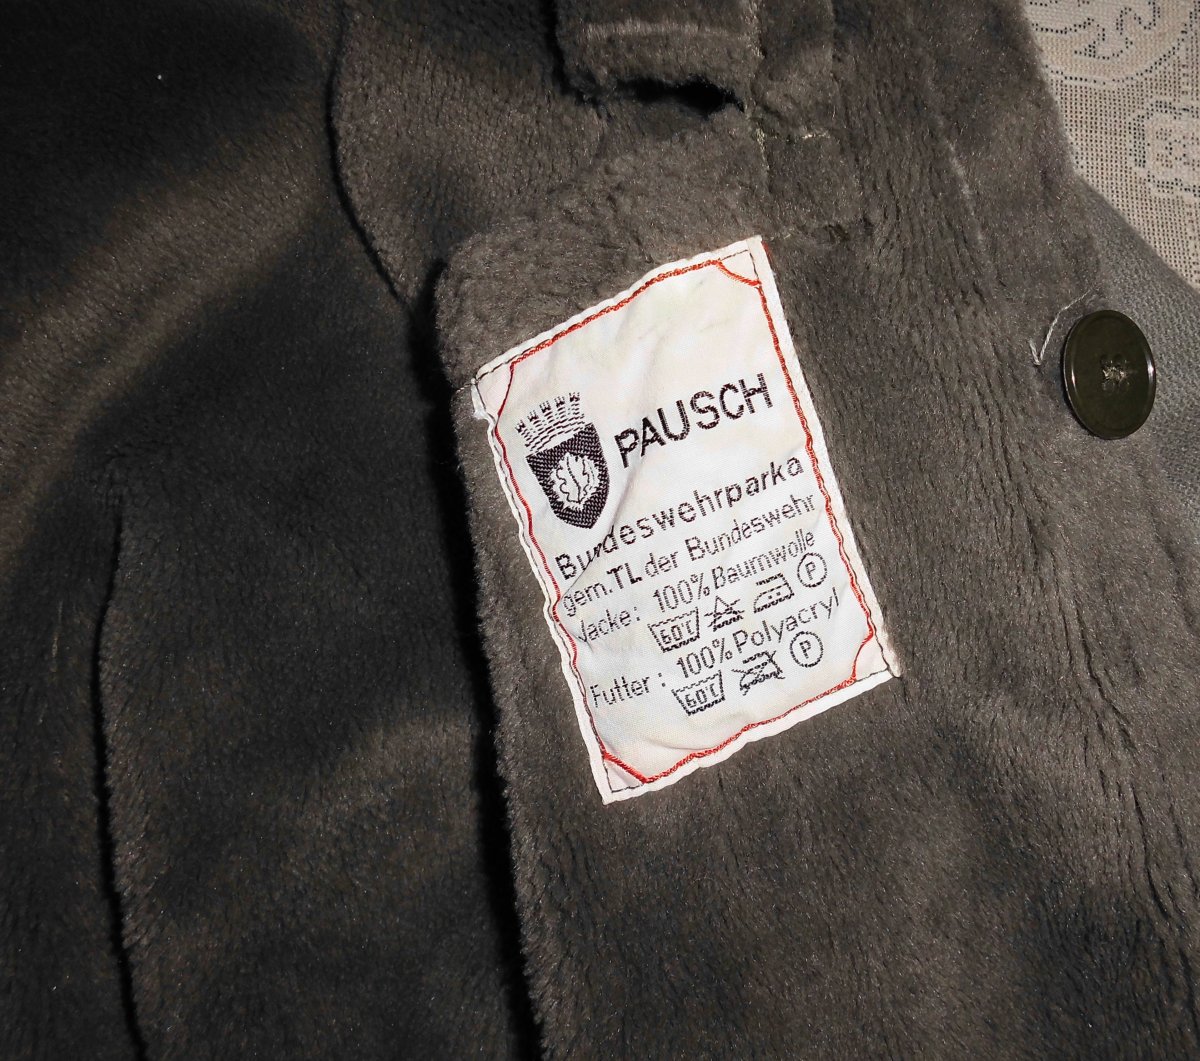 PAUSCH
Bundeswehrparka
gem. TL der Bundeswehr
Jacke: 100% Baumwolle
60°C P
Futter: 100% Polyacryl
60°C P